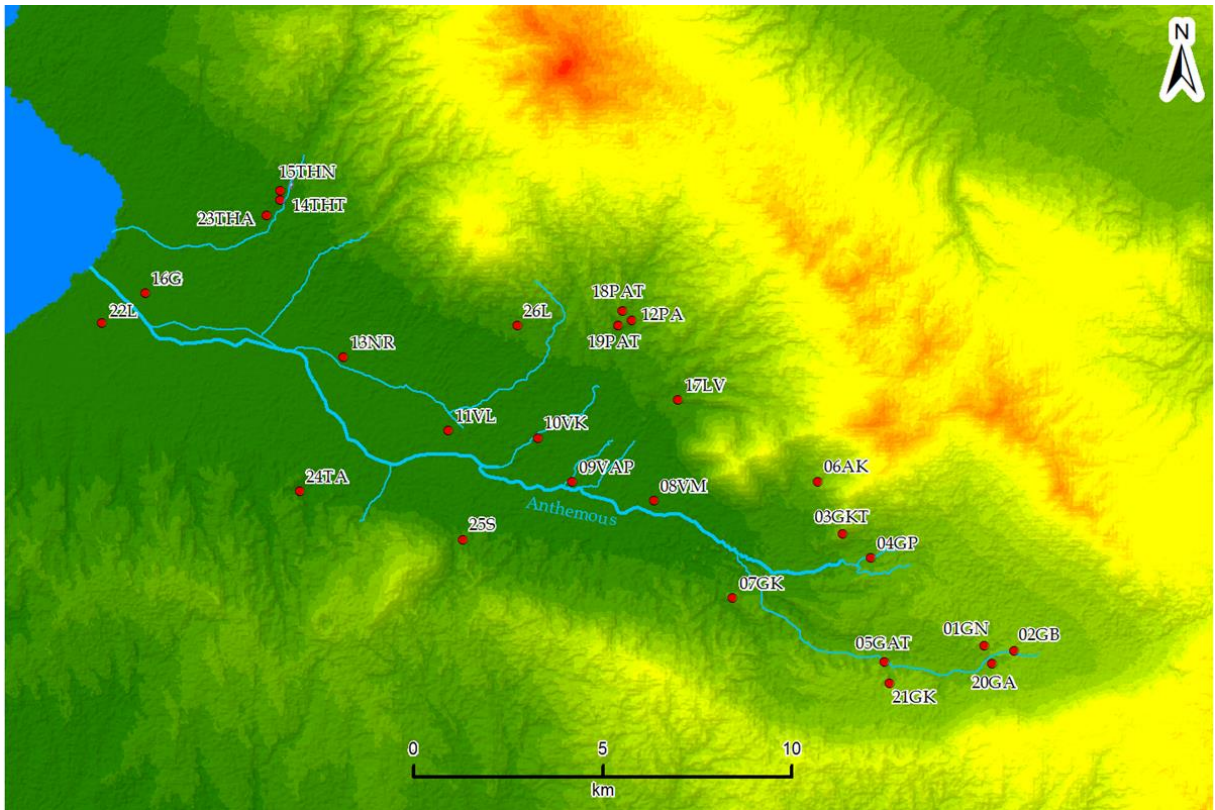 N
15THN
14THT
23THA
16G
22L
18PAT
12PA
26L
19PAT
13NR
17LV
11VL
10VK
09VAP
06AK
24TA
08VM
Anthemous
25S
03GKT
04GP
07GK
01GN
02GB
05GAT
20GA
21GK
0
5
10
km